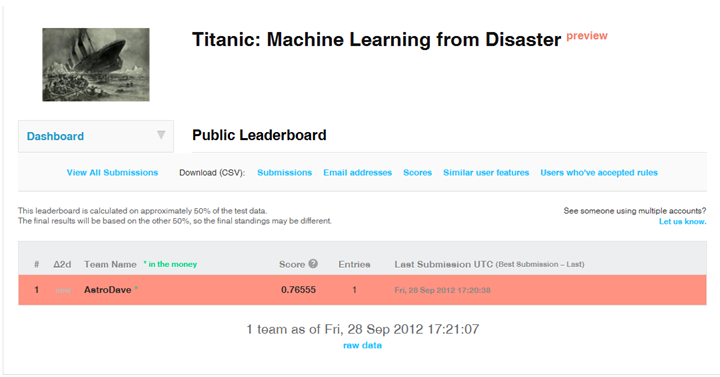 Titanic: Machine Learning from Disaster preview
Dashboard
Public Leaderboard
View All Submissions Download (CSV): Submissions Email addresses Scores Similar user features Users who've accepted rules
This leaderboard is calculated on approximately 50% of the test data.
The final results will be based on the other 50%, so the final standings may be different.
See someone using multiple accounts?
Let us know.
# Δ2d Team Name * in the money Score ? Entries Last Submission UTC (Best Submission – Last)
1 AstroDave * 0.76555 1 Fri, 28 Sep 2012 17:20:38
1 team as of Fri, 28 Sep 2012 17:21:07
raw data